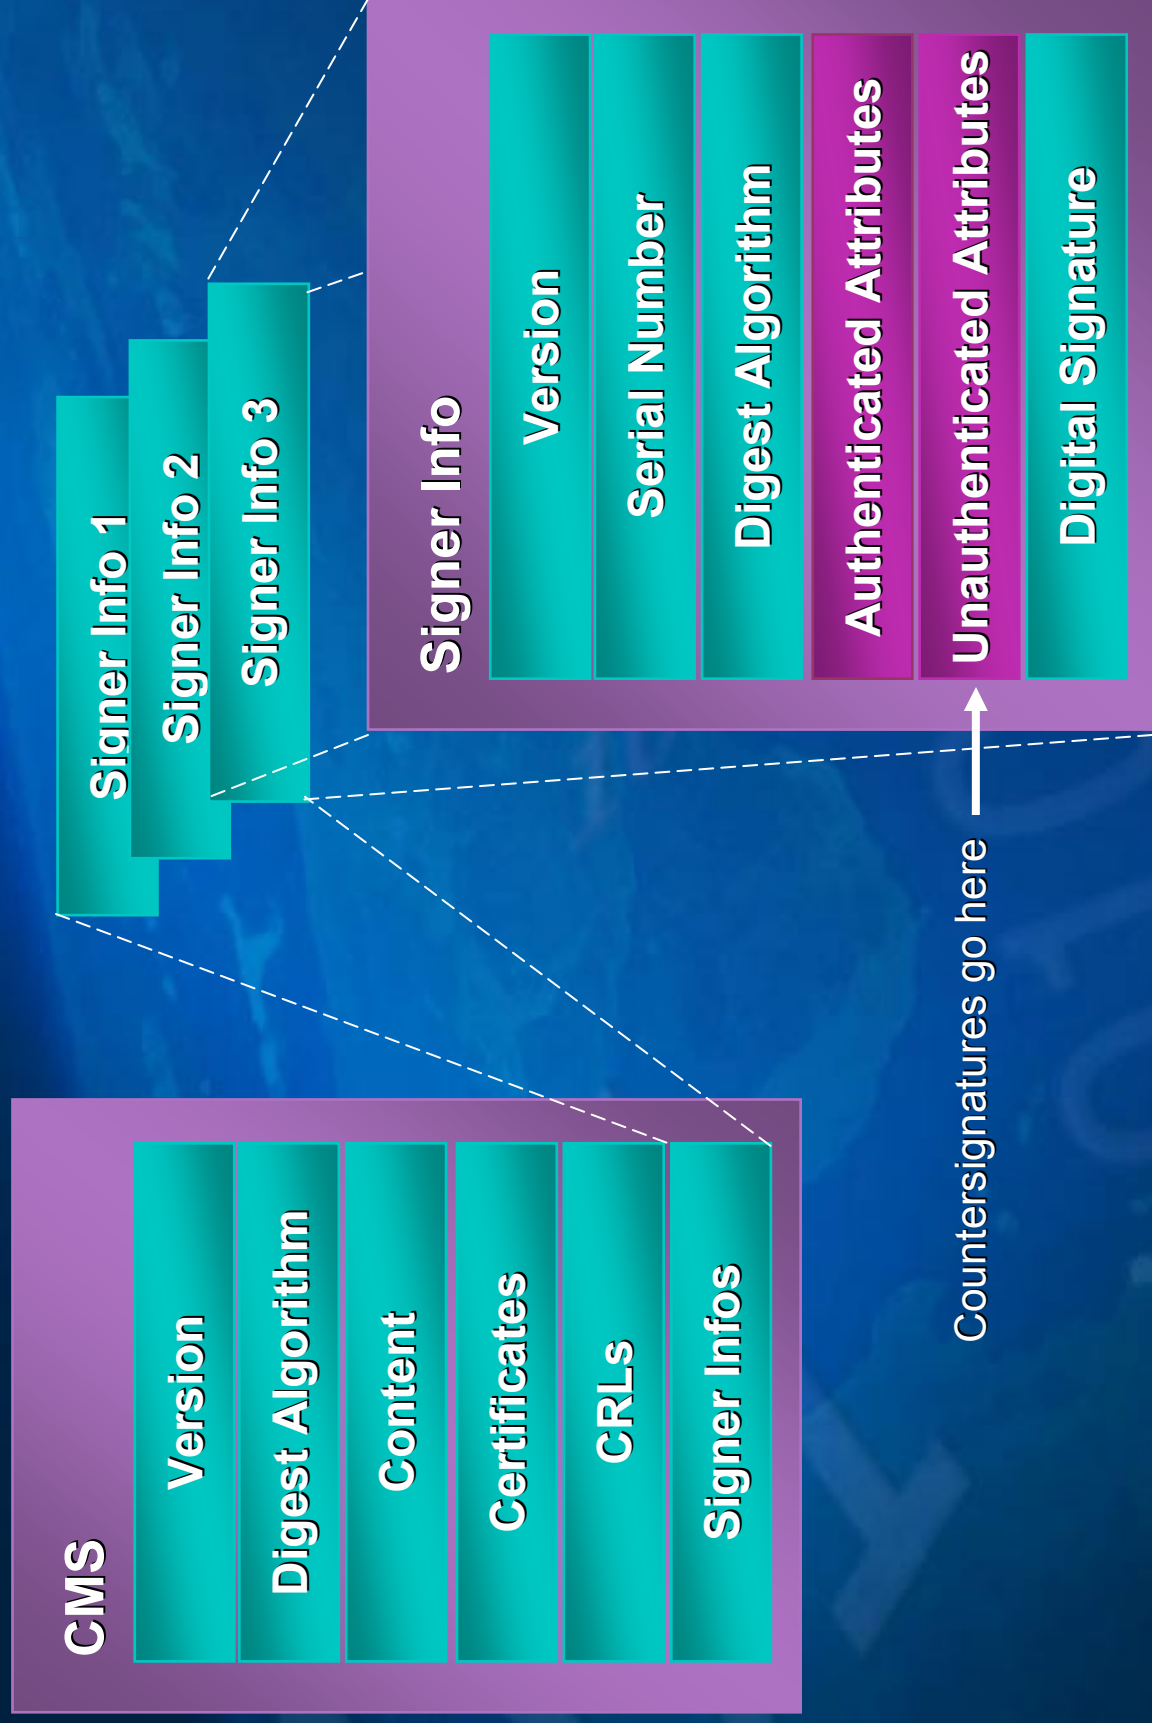 CMS
Version
Digest Algorithm
Content
Certificates
CRLs
Signer Infos
Signer Info 1
Signer Info 2
Signer Info 3
Signer Info
Version
Serial Number
Digest Algorithm
Authenticated Attributes
Unauthenticated Attributes
Digital Signature
Countersignatures go here